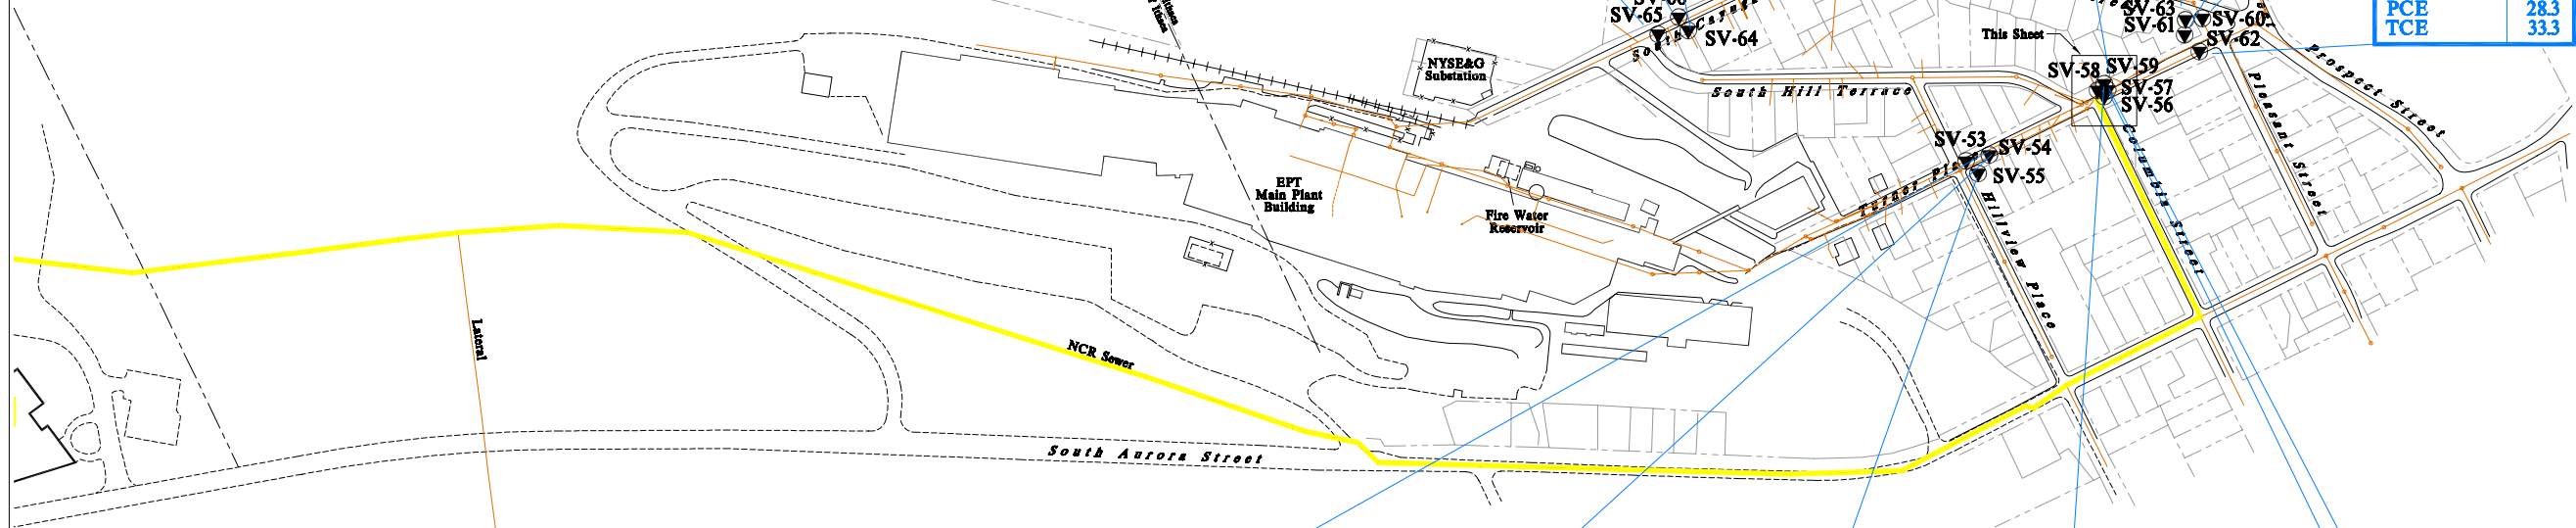 SV-65
SV-64
NYSE&G
Substation
This Sheet
SV-63
SV-61
SV-60
SV-62
PCE 28.3
TCE 33.3
SV-58
SV-59
SV-57
SV-56
South Hill Terrace
Prospect Street
Pleasant Street
Columbia Street
SV-53
SV-54
SV-55
Turner Place
Hillview Place
EPT
Main Plant
Building
Fire Water
Reservoir
Lateral
NCR Sewer
South Aurora Street